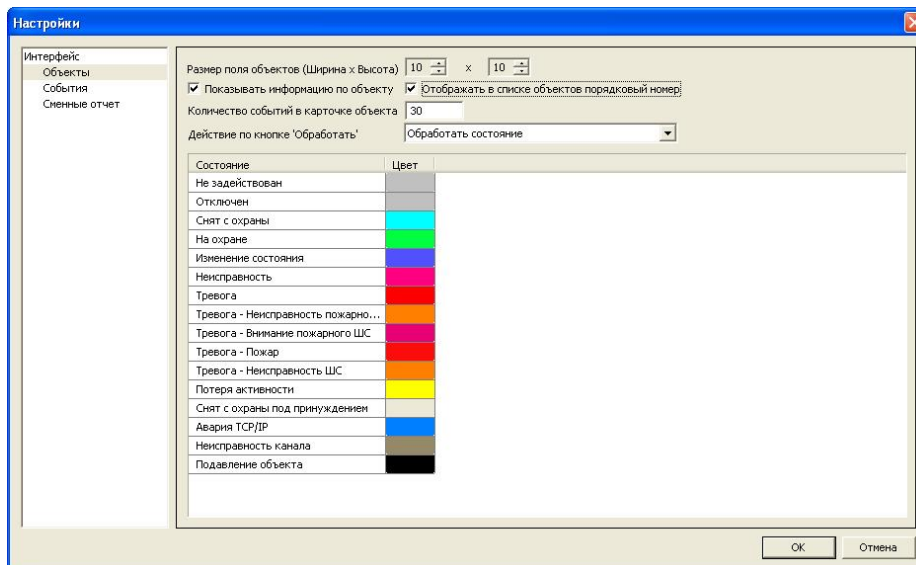 Настройки
Интерфейс
Объекты
События
Сменные отчет
Размер поля объектов (Ширина x Высота) 10 x 10
Показывать информацию по объекту Отображать в списке объектов порядковый номер
Количество событий в карточке объекта 30
Действие по кнопке 'Обработать' Обработать состояние
Состояние Цвет
Не задействован
Отключен
Снят с охраны
На охране
Изменение состояния
Неисправность
Тревога
Тревога - Неисправность пожарно...
Тревога - Внимание пожарного ШС
Тревога - Пожар
Тревога - Неисправность ШС
Потеря активности
Снят с охраны под принуждением
Авария TCP/IP
Неисправность канала
Подавление объекта
OK Отмена